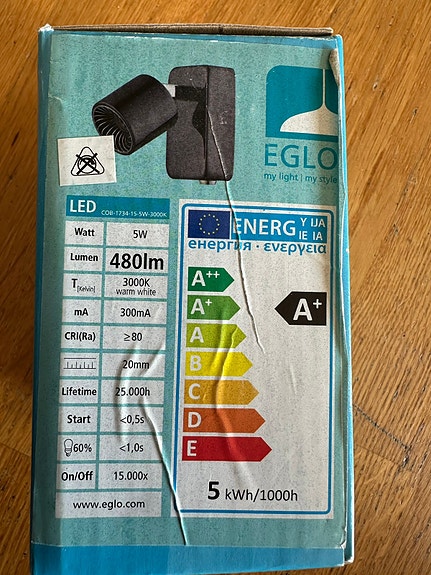 EGLO
my light | my style
LED COB-1734-15-5W-3000K
Watt 5W
Lumen 480lm
T[Kelvin] 3000K warm white
mA 300mA
CRI(Ra) ≥80
20mm
Lifetime 25.000h
Start <0,5s
60% <1,0s
On/Off 15.000x
www.eglo.com
ENERG Y IJA
IE IA
енергия · ενεργεια
A++
A+
A
B
C
D
E
A+
5 kWh/1000h